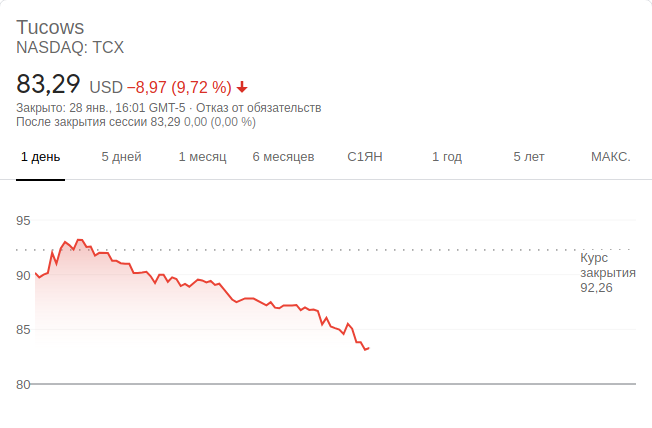 Tucows
NASDAQ: TCX
83,29 USD −8,97 (9,72 %)
Закрыто: 28 янв., 16:01 GMT-5 · Отказ от обязательств
После закрытия сессии 83,29 0,00 (0,00 %)
1 день 5 дней 1 месяц 6 месяцев С1ЯН 1 год 5 лет МАКС.
95
Курс
закрытия
92,26
90
85
80